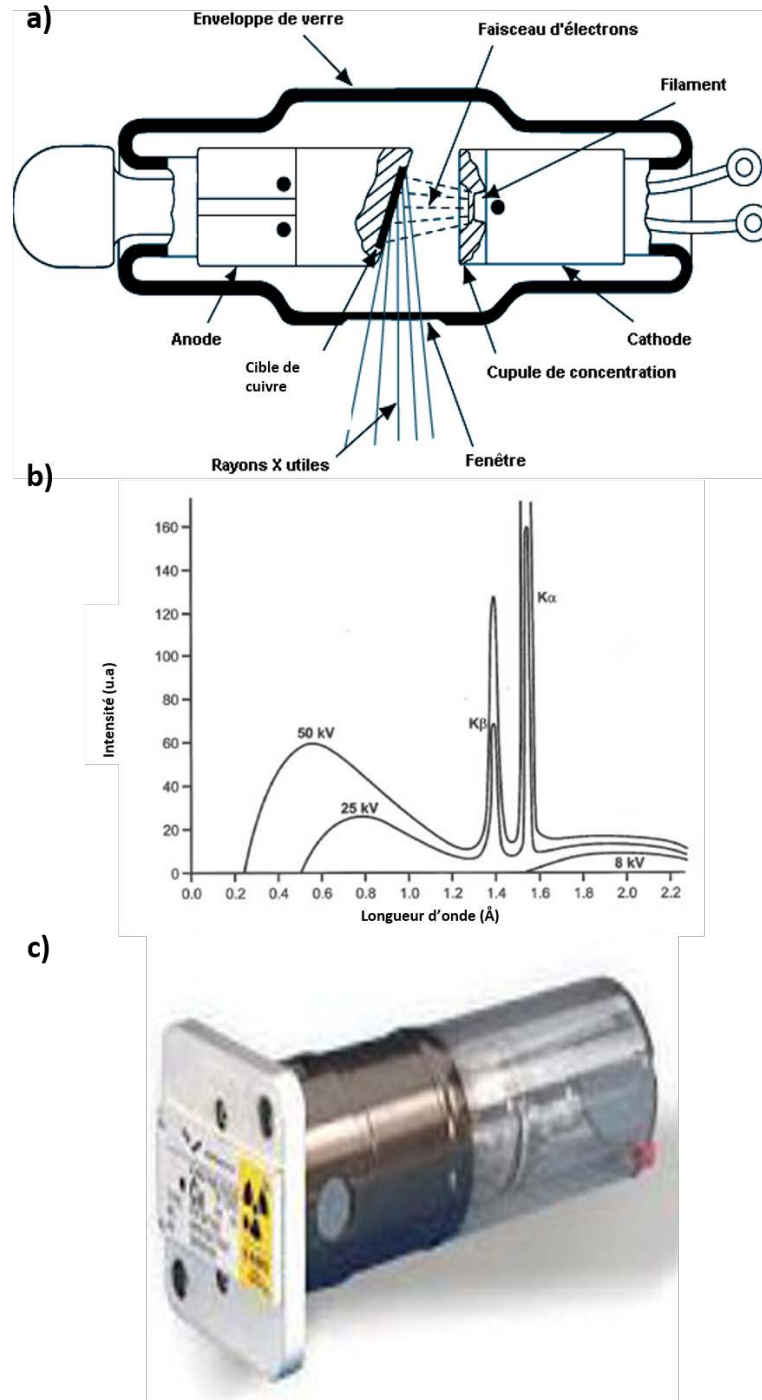 a)
Enveloppe de verre
Faisceau d'électrons
Filament
Anode
Cible de
cuivre
Cathode
Cupule de concentration
Rayons X utiles
Fenêtre
b)
160
140
120
100
80
60
40
20
0
Intensité (u.a)
50 kV
25 kV
8 kV
Kβ
Kα
0.0 0.2 0.4 0.6 0.8 1.0 1.2 1.4 1.6 1.8 2.0 2.2
Longueur d'onde (Å)
c)